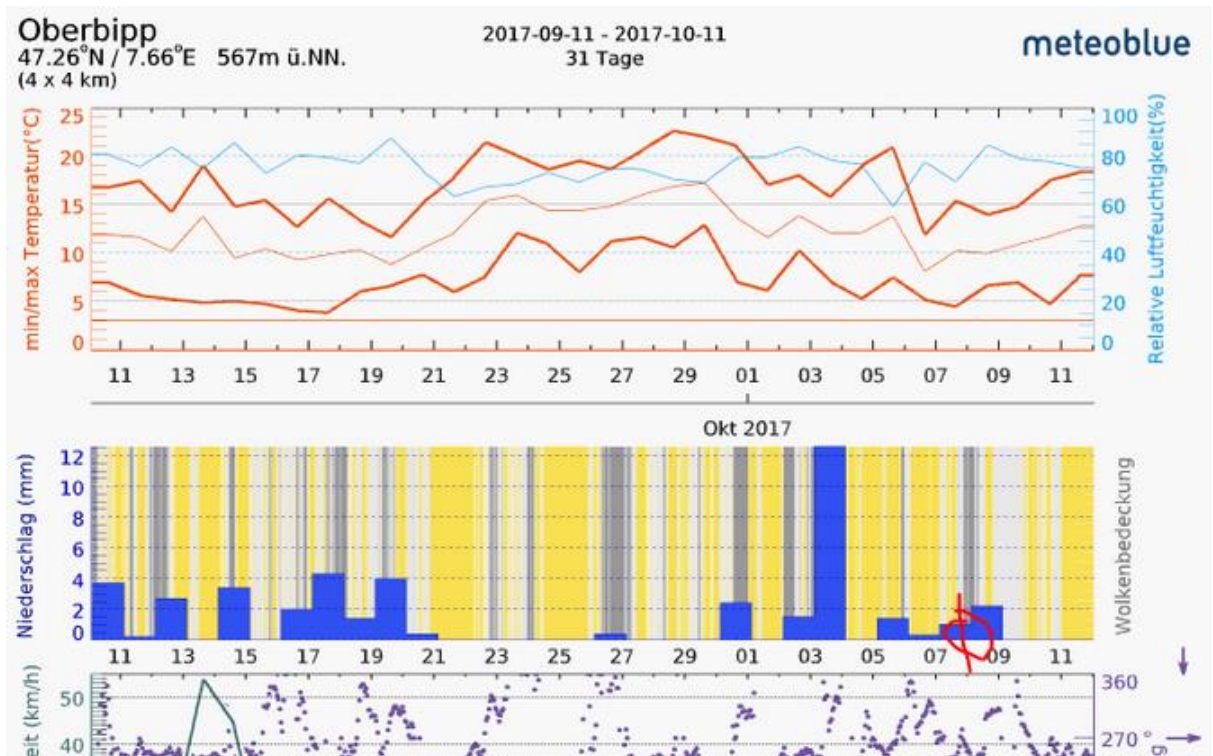 Oberbipp
47.26°N / 7.66°E 567m ü.NN.
(4 x 4 km)
2017-09-11 - 2017-10-11
31 Tage
meteoblue
min/max Temperatur(°C)
25
20
15
10
5
0
100
80
60
40
20
0
Relative Luftfeuchtigkeit(%)
11 13 15 17 19 21 23 25 27 29 01 03 05 07 09 11
Okt 2017
Niederschlag (mm)
12
10
8
6
4
2
0
Wolkenbedeckung
11 13 15 17 19 21 23 25 27 29 01 03 05 07 09 11
eit (km/h)
50
40
360
270 °